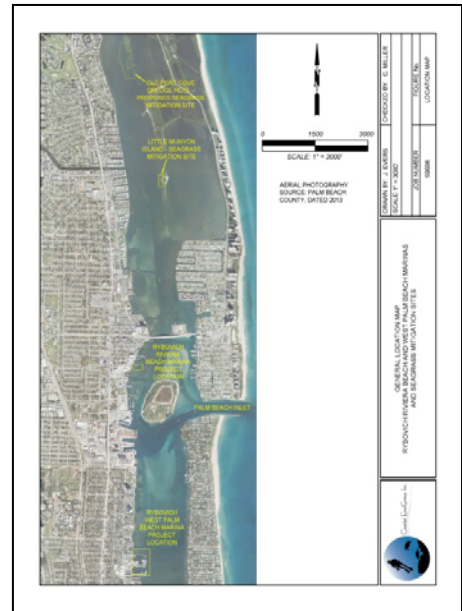 OLD PORT COVE
DREDGE HOLE
PROPOSED SEAGRASS
MITIGATION SITE
LITTLE MUNYON
ISLAND - SEAGRASS
MITIGATION SITE
RYBOVICH
RIVIERA
BEACH MARINA
PROJECT
LOCATION
PALM BEACH INLET
RYBOVICH
WEST PALM
BEACH MARINA
PROJECT
LOCATION
0 1500 3000
SCALE: 1" = 3000'
AERIAL PHOTOGRAPHY
SOURCE: PALM BEACH
COUNTY, DATED 2013
DRAWN BY J. EVERS
CHECKED BY C. MILLER
SCALE: 1" = 3000'
JOB NUMBER
FIGURE No.
LOCATION MAP
GENERAL LOCATION MAP
RYBOVICH RIVIERA BEACH AND WEST PALM BEACH MARINAS
AND SEAGRASS MITIGATION SITES